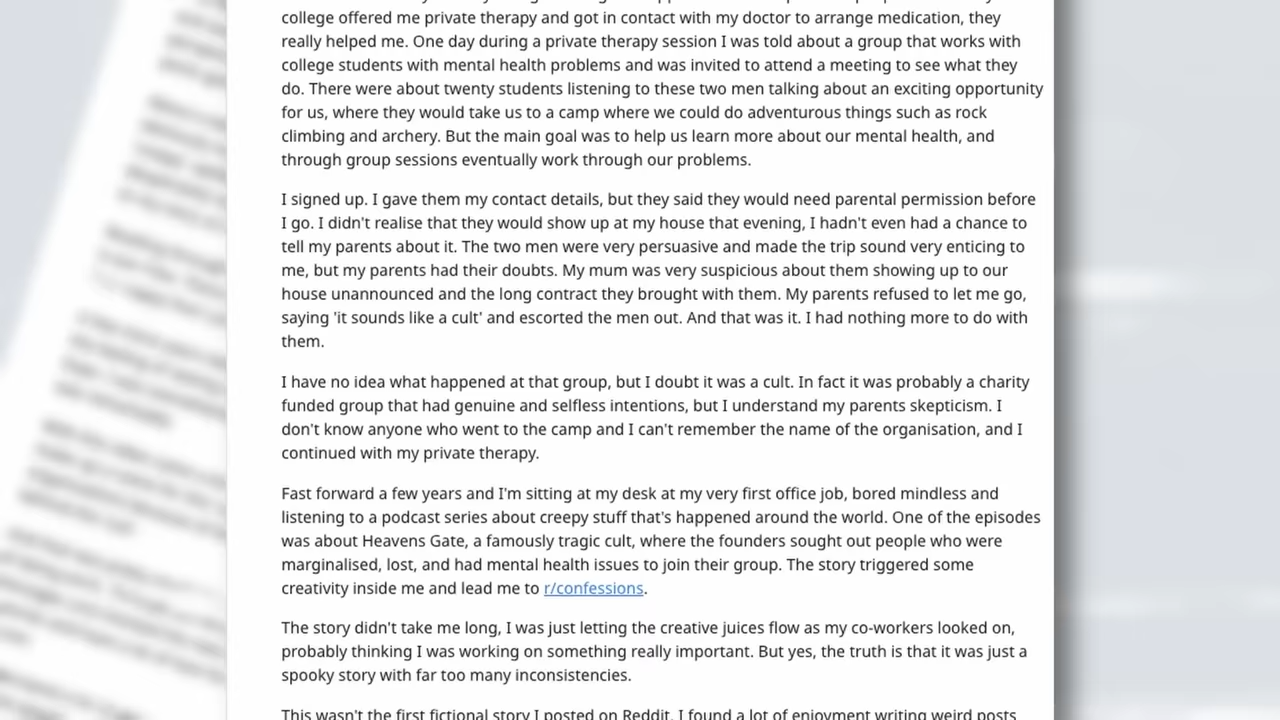 college offered me private therapy and got in contact with my doctor to arrange medication, they
really helped me. One day during a private therapy session I was told about a group that works with
college students with mental health problems and was invited to attend a meeting to see what they
do. There were about twenty students listening to these two men talking about an exciting opportunity
for us, where they would take us to a camp where we could do adventurous things such as rock
climbing and archery. But the main goal was to help us learn more about our mental health, and
through group sessions eventually work through our problems.
I signed up. I gave them my contact details, but they said they would need parental permission before
I go. I didn't realise that they would show up at my house that evening, I hadn't even had a chance to
tell my parents about it. The two men were very persuasive and made the trip sound very enticing to
me, but my parents had their doubts. My mum was very suspicious about them showing up to our
house unannounced and the long contract they brought with them. My parents refused to let me go,
saying 'it sounds like a cult' and escorted the men out. And that was it. I had nothing more to do with
them.
I have no idea what happened at that group, but I doubt it was a cult. In fact it was probably a charity
funded group that had genuine and selfless intentions, but I understand my parents skepticism. I
don't know anyone who went to the camp and I can't remember the name of the organisation, and I
continued with my private therapy.
Fast forward a few years and I'm sitting at my desk at my very first office job, bored mindless and
listening to a podcast series about creepy stuff that's happened around the world. One of the episodes
was about Heavens Gate, a famously tragic cult, where the founders sought out people who were
marginalised, lost, and had mental health issues to join their group. The story triggered some
creativity inside me and lead me to r/confessions.
The story didn't take me long, I was just letting the creative juices flow as my co-workers looked on,
probably thinking I was working on something really important. But yes, the truth is that it was just a
spooky story with far too many inconsistencies.
This wasn't the first fictional story I posted on Reddit. I found a lot of enjoyment writing weird posts